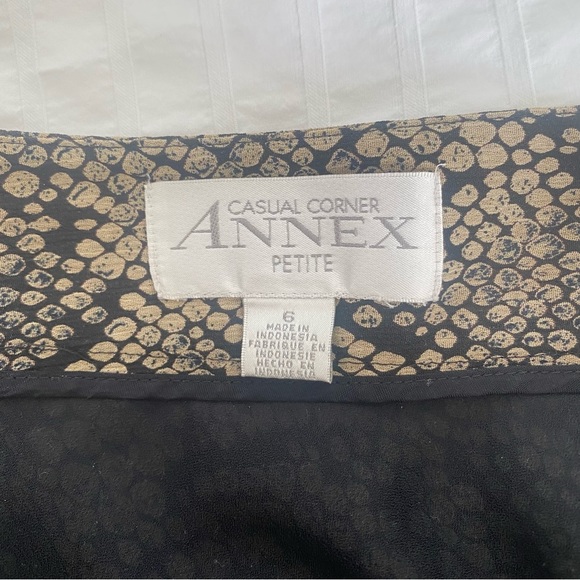 CASUAL CORNER
ANNEX
PETITE
6
MADE IN
INDONESIA
FABRIQUE EN
INDONESIE
HECHO EN
INDONESIA